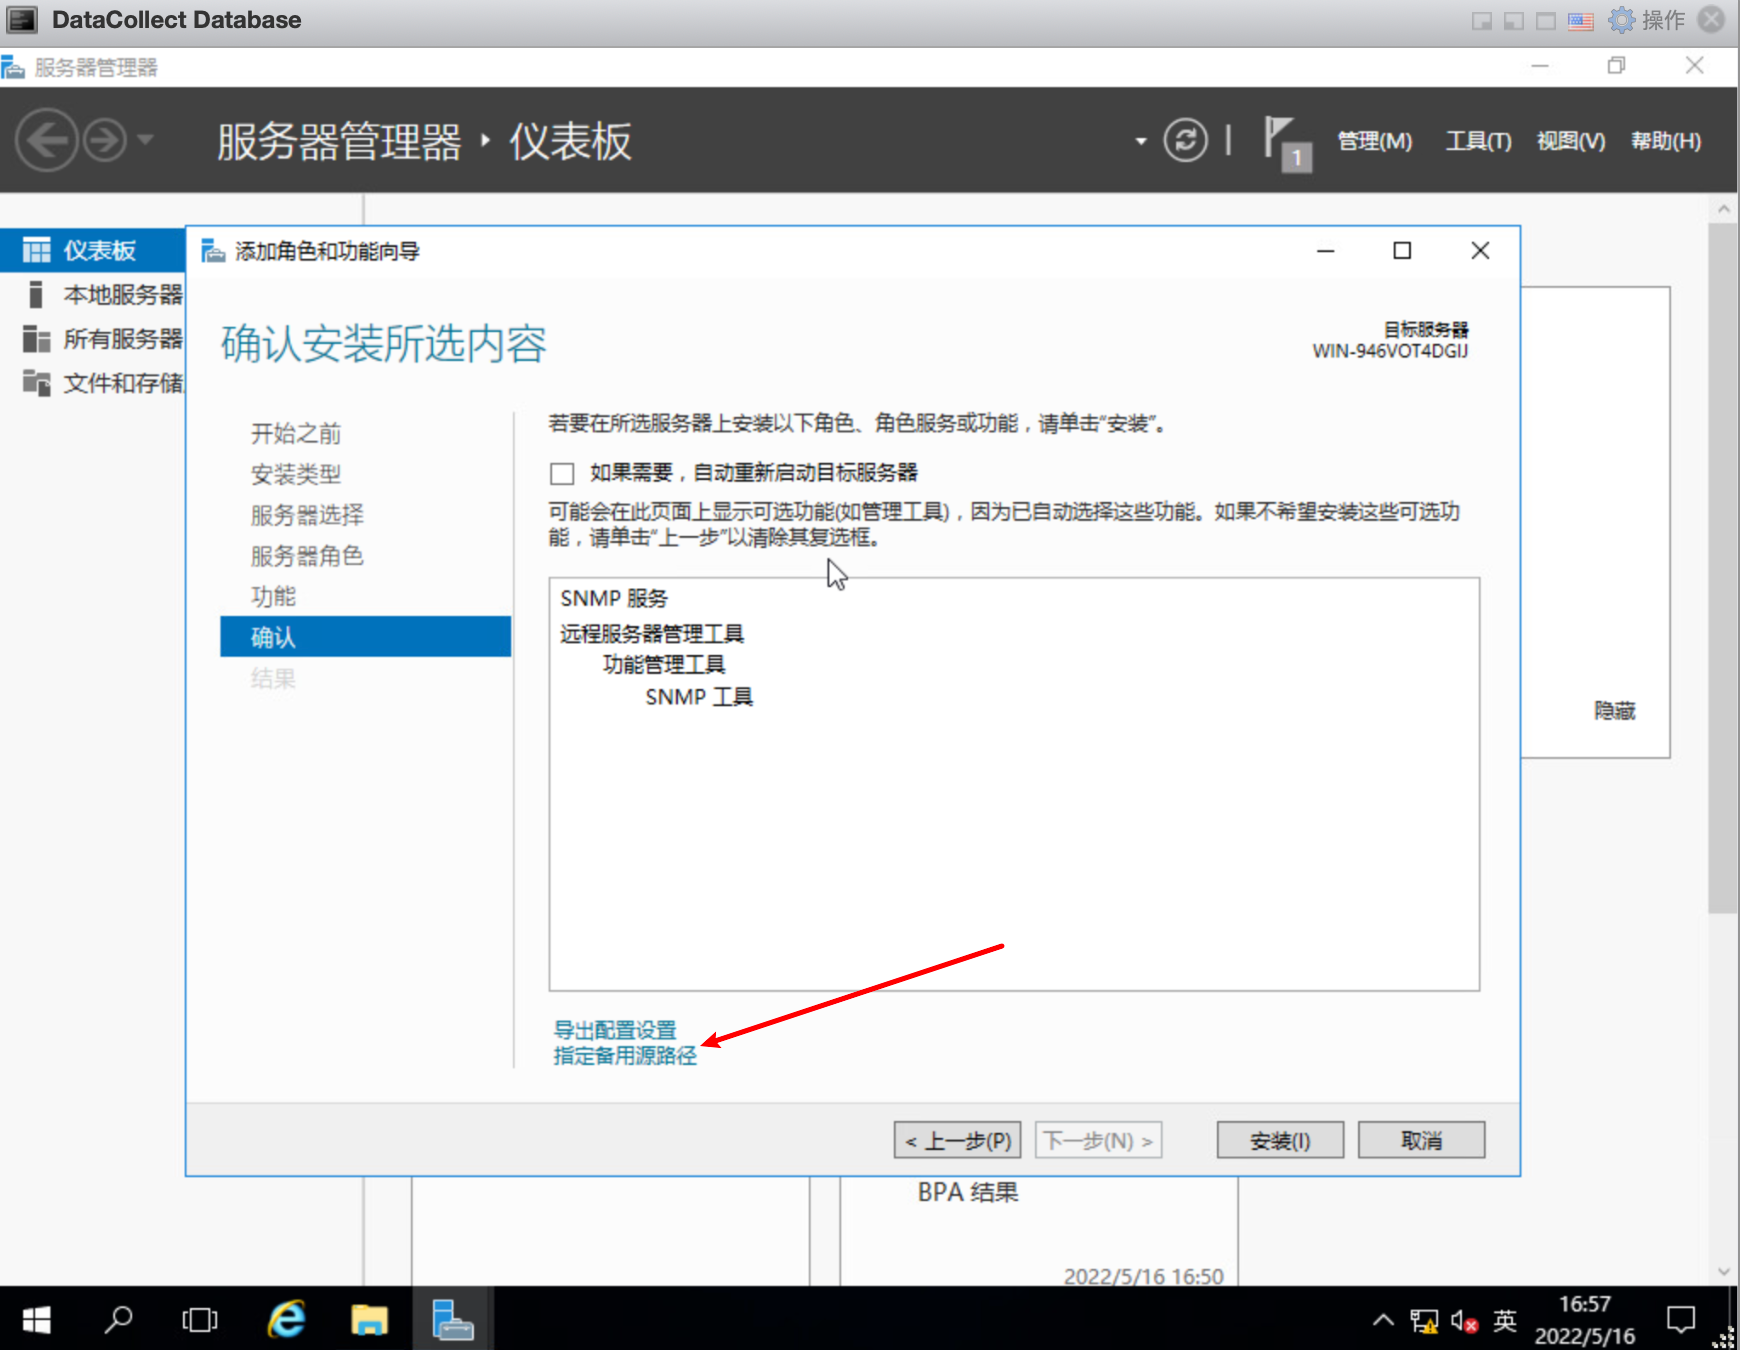 DataCollect Database
操作
服务器管理器
服务器管理器 ‣ 仪表板
1
管理(M)
工具(T)
视图(V)
帮助(H)
仪表板
本地服务器
所有服务器
文件和存储
添加角色和功能向导
确认安装所选内容
目标服务器
WIN-946VOT4DGIJ
开始之前
安装类型
服务器选择
服务器角色
功能
确认
结果
若要在所选服务器上安装以下角色、角色服务或功能，请单击“安装”。
如果需要，自动重新启动目标服务器
可能会在此页面上显示可选功能(如管理工具)，因为已自动选择这些功能。如果不希望安装这些可选功
能，请单击“上一步”以清除其复选框。
SNMP 服务
远程服务器管理工具
功能管理工具
SNMP 工具
导出配置设置
指定备用源路径
< 上一步(P)
下一步(N) >
安装(I)
取消
隐藏
BPA 结果
2022/5/16 16:50
英
16:57
2022/5/16